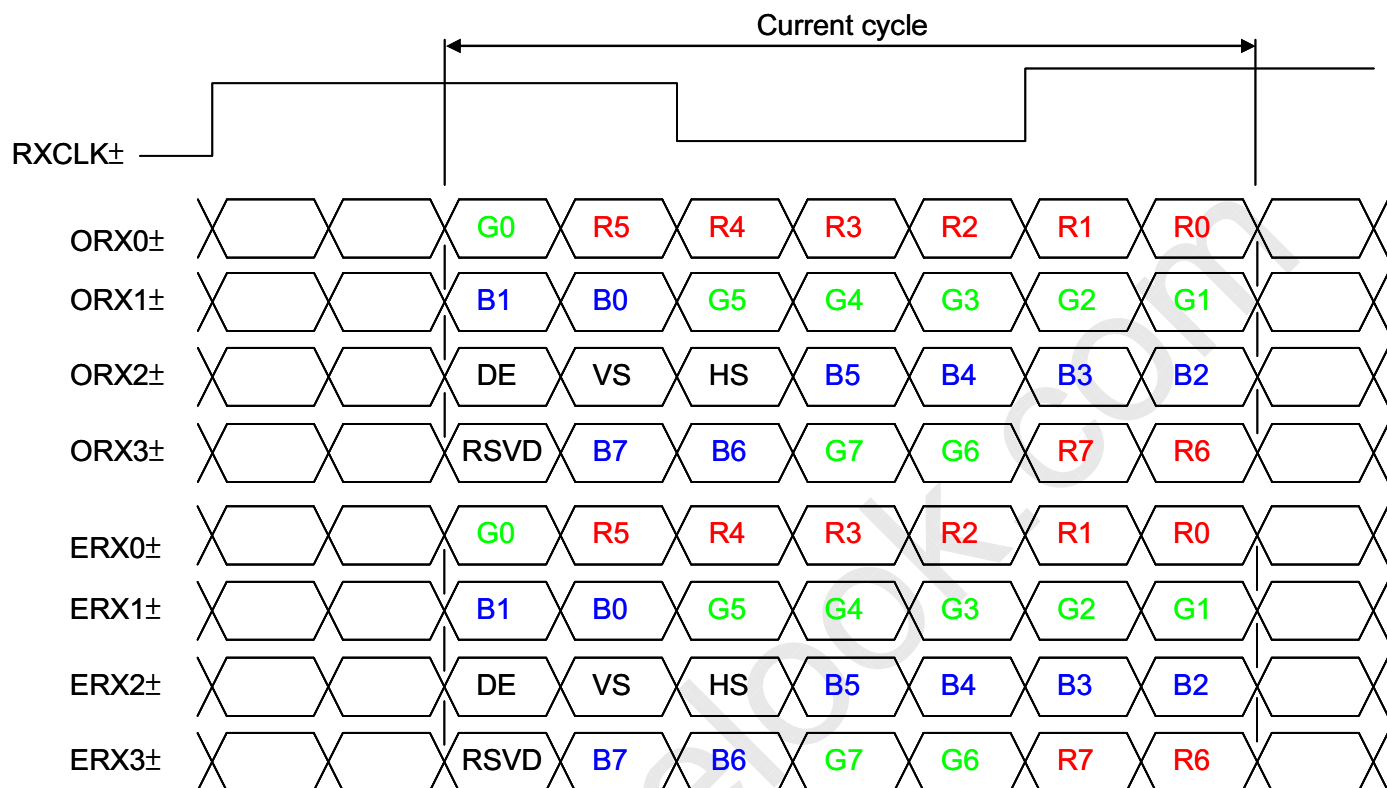 Current cycle
RXCLK±
ORX0± G0 R5 R4 R3 R2 R1 R0
ORX1± B1 B0 G5 G4 G3 G2 G1
ORX2± DE VS HS B5 B4 B3 B2
ORX3± RSVD B7 B6 G7 G6 R7 R6
ERX0± G0 R5 R4 R3 R2 R1 R0
ERX1± B1 B0 G5 G4 G3 G2 G1
ERX2± DE VS HS B5 B4 B3 B2
ERX3± RSVD B7 B6 G7 G6 R7 R6
elook.com